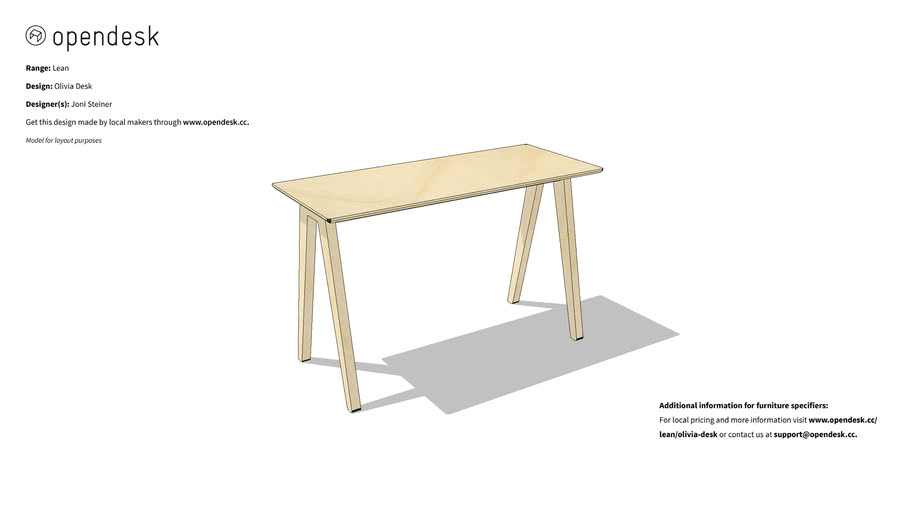 opendesk
Range: Lean
Design: Olivia Desk
Designer(s): Joni Steiner
Get this design made by local makers through www.opendesk.cc.
Model for layout purposes
Additional information for furniture specifiers:
For local pricing and more information visit www.opendesk.cc/
lean/olivia-desk or contact us at support@opendesk.cc.